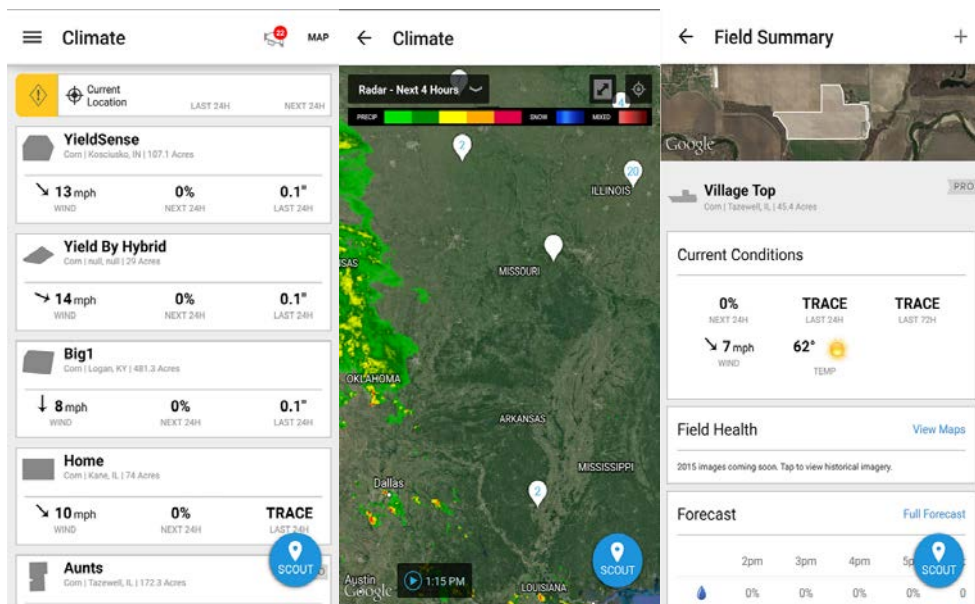 Climate
22
MAP
Current
Location
LAST 24H
NEXT 24H
YieldSense
Corn | Kosciusko, IN | 107.1 Acres
13 mph
0%
0.1"
WIND
NEXT 24H
LAST 24H
Yield By Hybrid
Corn | null, null | 29 Acres
14 mph
0%
0.1"
WIND
NEXT 24H
LAST 24H
Big1
Corn | Logan, KY | 481.3 Acres
8 mph
0%
0.1"
WIND
NEXT 24H
LAST 24H
Home
Corn | Kane, IL | 74 Acres
10 mph
0%
TRACE
WIND
NEXT 24H
LAST 24H
SCOUT
Aunts
Corn | Tazewell, IL | 172.3 Acres
Climate
Radar - Next 4 Hours
4
PRECIP
SNOW
MIXED
2
20
ILLINOIS
MISSOURI
OKLAHOMA
ARKANSAS
MISSISSIPPI
Dallas
2
SCOUT
Austin
Google
1:15 PM
LOUISIANA
Field Summary
Google
Village Top
PRO
Corn | Tazewell, IL | 45.4 Acres
Current Conditions
0%
TRACE
TRACE
NEXT 24H
LAST 24H
LAST 72H
7 mph
62°
WIND
TEMP
Field Health
View Maps
2015 images coming soon. Tap to view historical imagery.
Forecast
Full Forecast
2pm
3pm
4pm
SCOUT
0%
0%
0%
0%
0